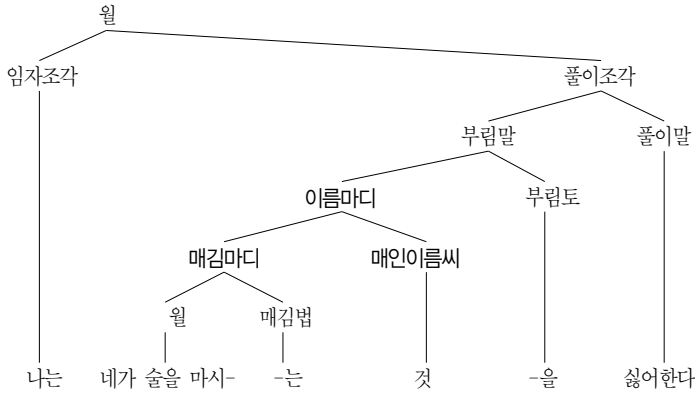 월
임자조각 풀이조각
부림말 풀이말
이름마디 부림토
매김마디 매인이름씨
월 매김법
나는 네가 술을 마시- -는 것 -을 싫어한다